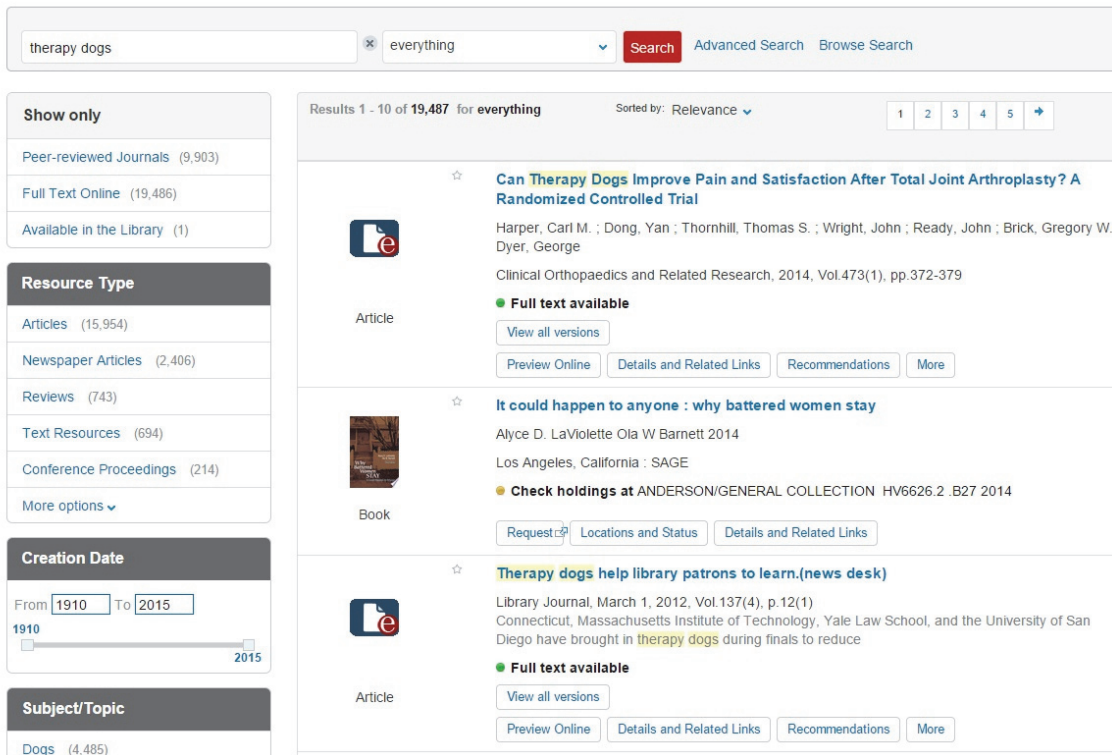 therapy dogs
everything
Search
Advanced Search
Browse Search
Show only
Peer-reviewed Journals (9,903)
Full Text Online (19,486)
Available in the Library (1)
Resource Type
Articles (15,954)
Newspaper Articles (2,406)
Reviews (743)
Text Resources (694)
Conference Proceedings (214)
More options
Creation Date
From 1910 To 2015
1910
2015
Subject/Topic
Dogs (4,485)
Results 1 - 10 of 19,487 for everything
Sorted by: Relevance
1 2 3 4 5
Can Therapy Dogs Improve Pain and Satisfaction After Total Joint Arthroplasty? A
Randomized Controlled Trial
Harper, Carl M. ; Dong, Yan ; Thornhill, Thomas S. ; Wright, John ; Ready, John ; Brick, Gregory W.
Dyer, George
Clinical Orthopaedics and Related Research, 2014, Vol.473(1), pp.372-379
Full text available
Article
View all versions
Preview Online
Details and Related Links
Recommendations
More
It could happen to anyone : why battered women stay
Alyce D. LaViolette Ola W Barnett 2014
Los Angeles, California : SAGE
Check holdings at ANDERSON/GENERAL COLLECTION HV6626.2 .B27 2014
Book
Request
Locations and Status
Details and Related Links
Therapy dogs help library patrons to learn.(news desk)
Library Journal, March 1, 2012, Vol.137(4), p.12(1)
Connecticut, Massachusetts Institute of Technology, Yale Law School, and the University of San
Diego have brought in therapy dogs during finals to reduce
Full text available
Article
View all versions
Preview Online
Details and Related Links
Recommendations
More